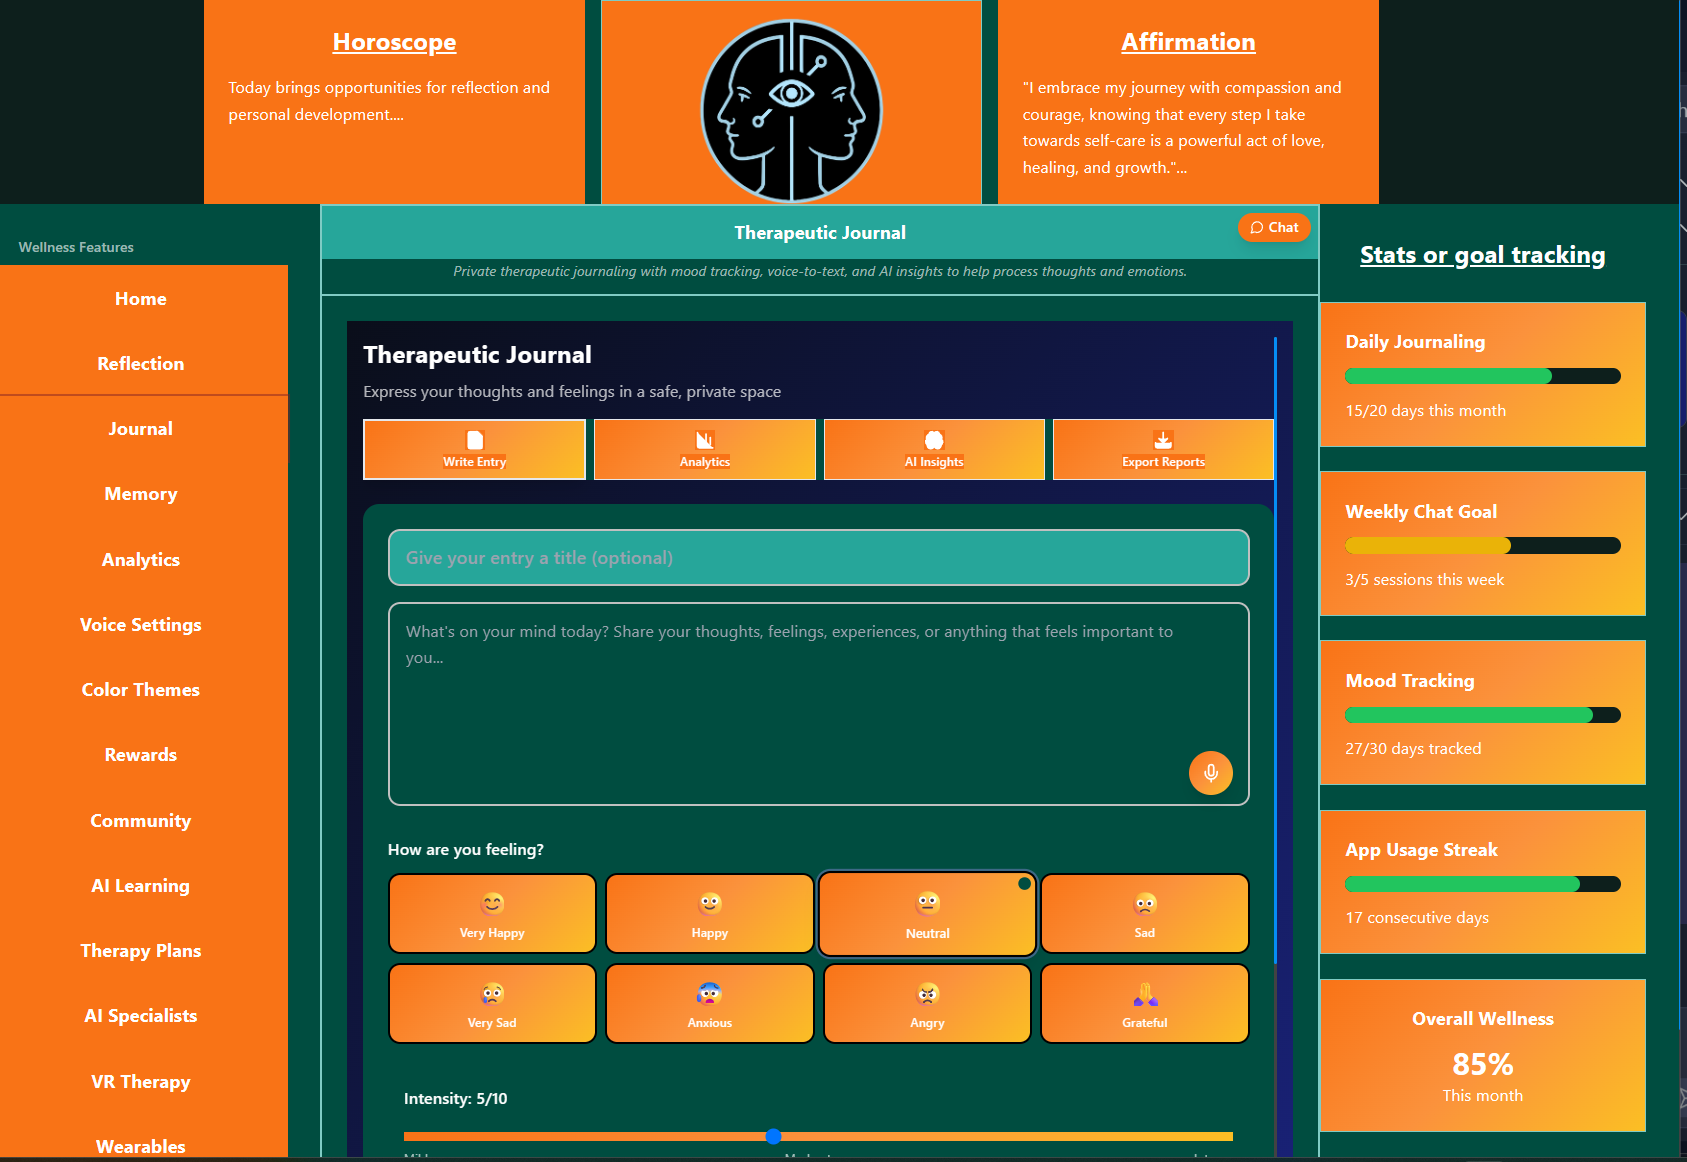 Horoscope
Today brings opportunities for reflection and
personal development....
Affirmation
"I embrace my journey with compassion and
courage, knowing that every step I take
towards self-care is a powerful act of love,
healing, and growth."...
Wellness Features
Home
Reflection
Journal
Memory
Analytics
Voice Settings
Color Themes
Rewards
Community
AI Learning
Therapy Plans
AI Specialists
VR Therapy
Wearables
Therapeutic Journal
Chat
Private therapeutic journaling with mood tracking, voice-to-text, and AI insights to help process thoughts and emotions.
Therapeutic Journal
Express your thoughts and feelings in a safe, private space
Write Entry
Analytics
AI Insights
Export Reports
Give your entry a title (optional)
What's on your mind today? Share your thoughts, feelings, experiences, or anything that feels important to
you...
How are you feeling?
Very Happy
Happy
Neutral
Sad
Very Sad
Anxious
Angry
Grateful
Intensity: 5/10
Stats or goal tracking
Daily Journaling
15/20 days this month
Weekly Chat Goal
3/5 sessions this week
Mood Tracking
27/30 days tracked
App Usage Streak
17 consecutive days
Overall Wellness
85%
This month